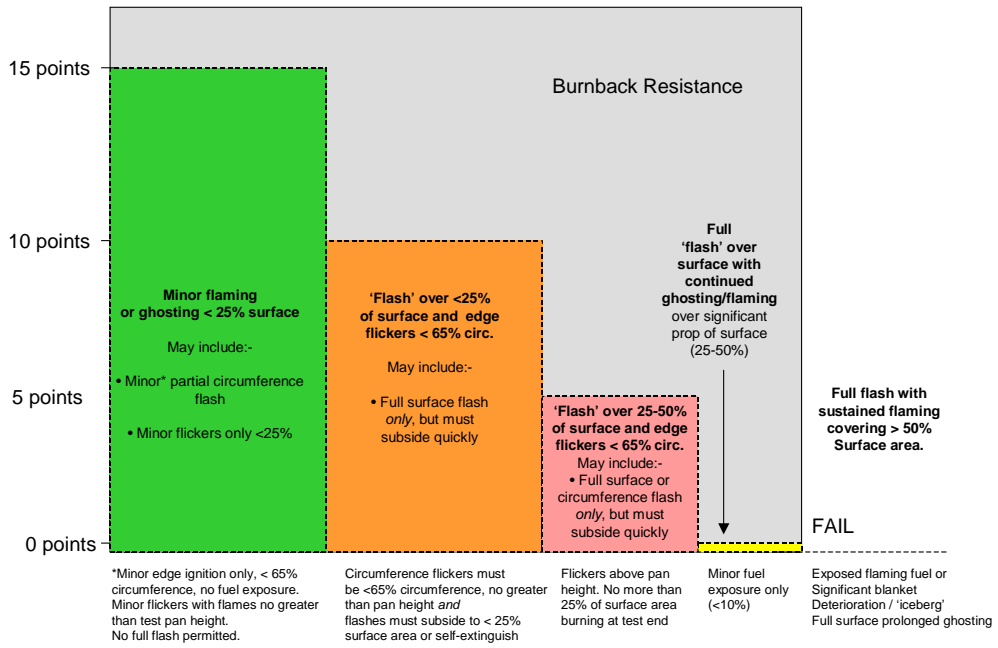 15 points
10 points
5 points
0 points
Burnback Resistance
Minor flaming
or ghosting < 25% surface
May include:-
• Minor* partial circumference
flash
• Minor flickers only <25%
‘Flash’ over <25%
of surface and edge
flickers < 65% circ.
May include:-
• Full surface flash
only, but must
subside quickly
‘Flash’ over 25-50%
of surface and edge
flickers < 65% circ.
May include:-
• Full surface or
circumference flash
only, but must
subside quickly
Full
‘flash’ over
surface with
continued
ghosting/flaming
over significant
prop of surface
(25-50%)
Full flash with
sustained flaming
covering > 50%
Surface area.
FAIL
*Minor edge ignition only, < 65%
circumference, no fuel exposure.
Minor flickers with flames no greater
than test pan height.
No full flash permitted.
Circumference flickers must
be <65% circumference, no greater
than pan height and
flashes must subside to < 25%
surface area or self-extinguish
Flickers above pan
height. No more than
25% of surface area
burning at test end
Minor fuel
exposure only
(<10%)
Exposed flaming fuel or
Significant blanket
Deterioration / ‘iceberg’
Full surface prolonged ghosting